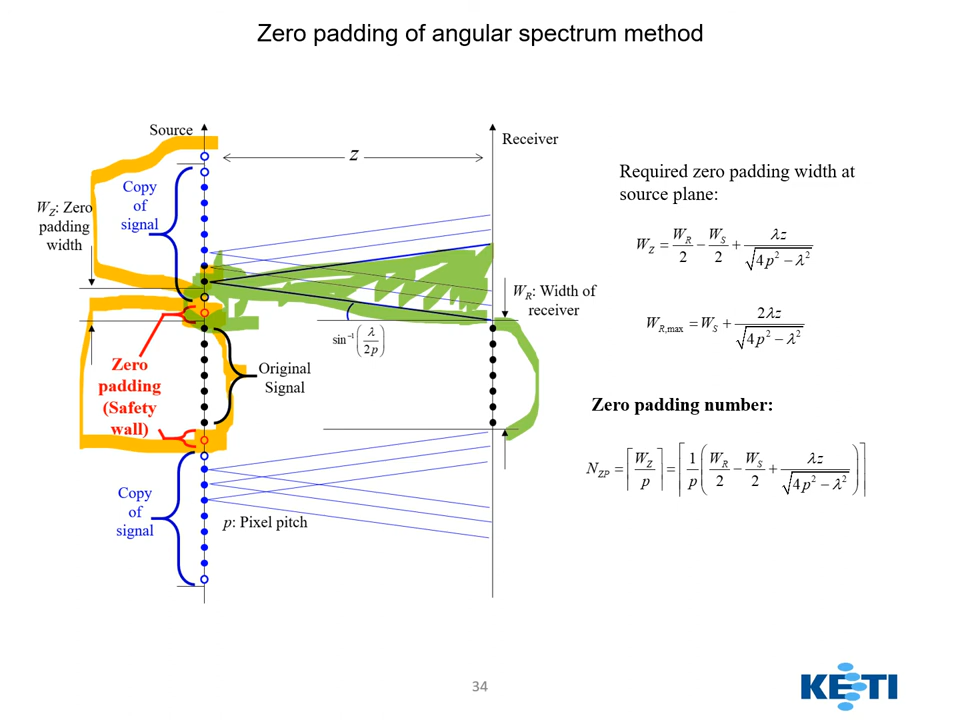 Zero padding of angular spectrum method
Source
Receiver
z
Copy
of
signal
W_Z: Zero
padding
width
W_R: Width of
receiver
sin⁻¹(λ/2p)
Zero
padding
(Safety
wall)
Original
Signal
Copy
of
signal
p: Pixel pitch
Required zero padding width at
source plane:
W_Z = W_R/2 − W_S/2 + λz/√(4p² − λ²)
W_R,max = W_S + 2λz/√(4p² − λ²)
Zero padding number:
N_ZP = ⌈W_Z/p⌉ = ⌈1/p (W_R/2 − W_S/2 + λz/√(4p² − λ²))⌉
34
KETI